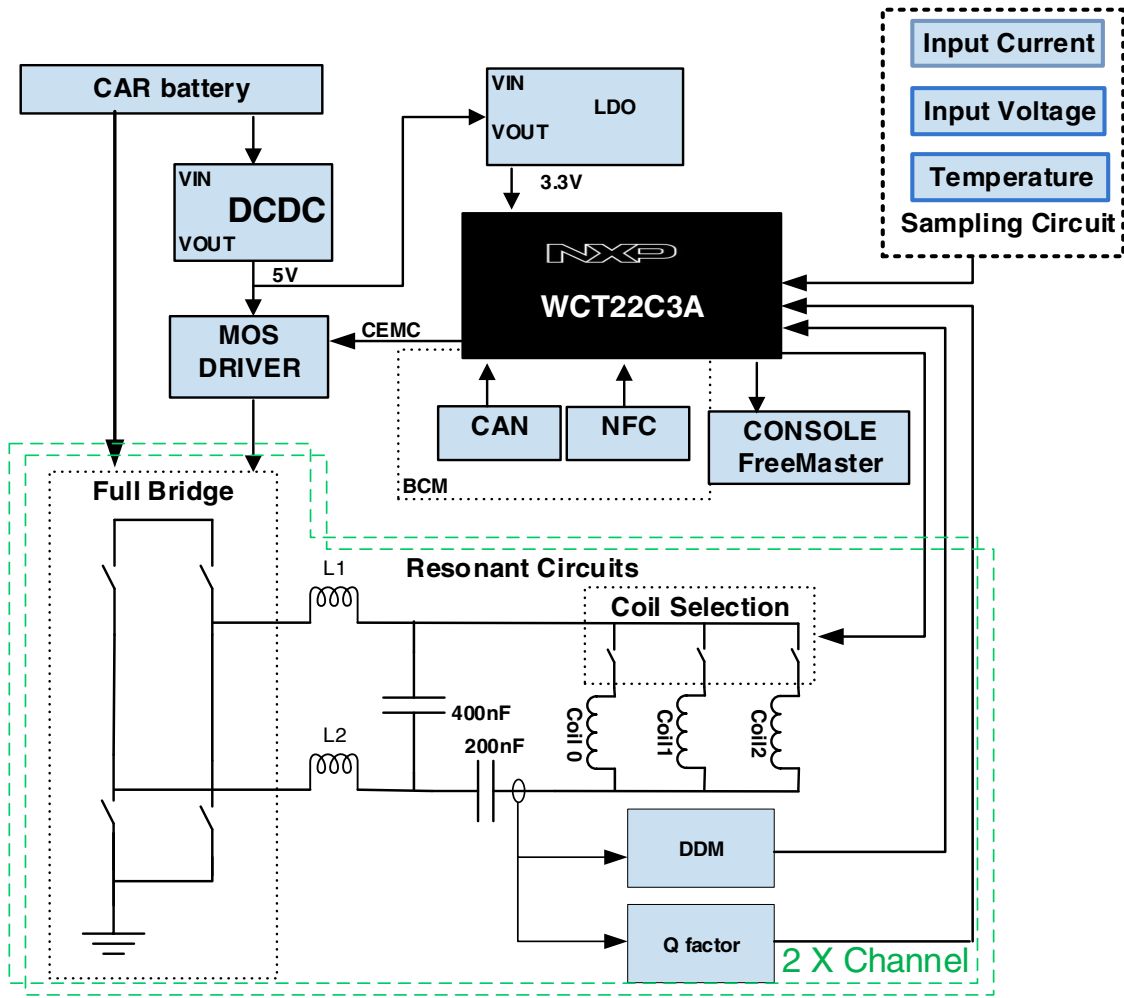 Input Current
CAR battery
VIN
LDO
VOUT
Input Voltage
VIN
DCDC
VOUT
3.3V
Temperature
Sampling Circuit
5V
NXP
WCT22C3A
MOS
DRIVER
CEMC
CAN
NFC
CONSOLE
FreeMaster
BCM
Full Bridge
L1
Resonant Circuits
Coil Selection
400nF
L2
200nF
Coil 0
Coil1
Coil2
DDM
Q factor
2 X Channel